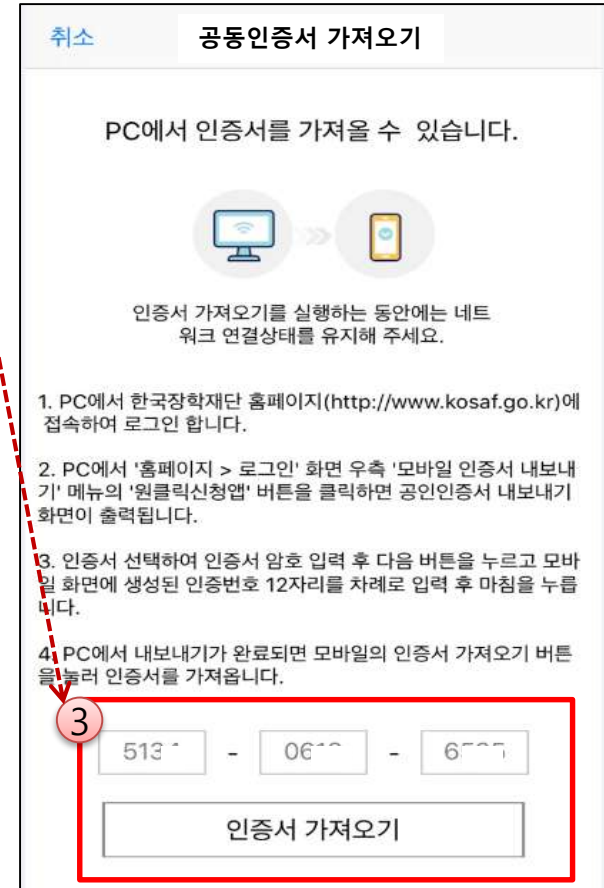 취소 공동인증서 가져오기
PC에서 인증서를 가져올 수 있습니다.
인증서 가져오기를 실행하는 동안에는 네트
워크 연결상태를 유지해 주세요.
1. PC에서 한국장학재단 홈페이지(http://www.kosaf.go.kr)에
접속하여 로그인 합니다.
2. PC에서 '홈페이지 > 로그인' 화면 우측 '모바일 인증서 내보내
기' 메뉴의 '원클릭신청앱' 버튼을 클릭하면 공인인증서 내보내기
화면이 출력됩니다.
3. 인증서 선택하여 인증서 암호 입력 후 다음 버튼을 누르고 모바
일 화면에 생성된 인증번호 12자리를 차례로 입력 후 마침을 누릅
니다.
4. PC에서 내보내기가 완료되면 모바일의 인증서 가져오기 버튼
을 눌러 인증서를 가져옵니다.
3
- -
인증서 가져오기